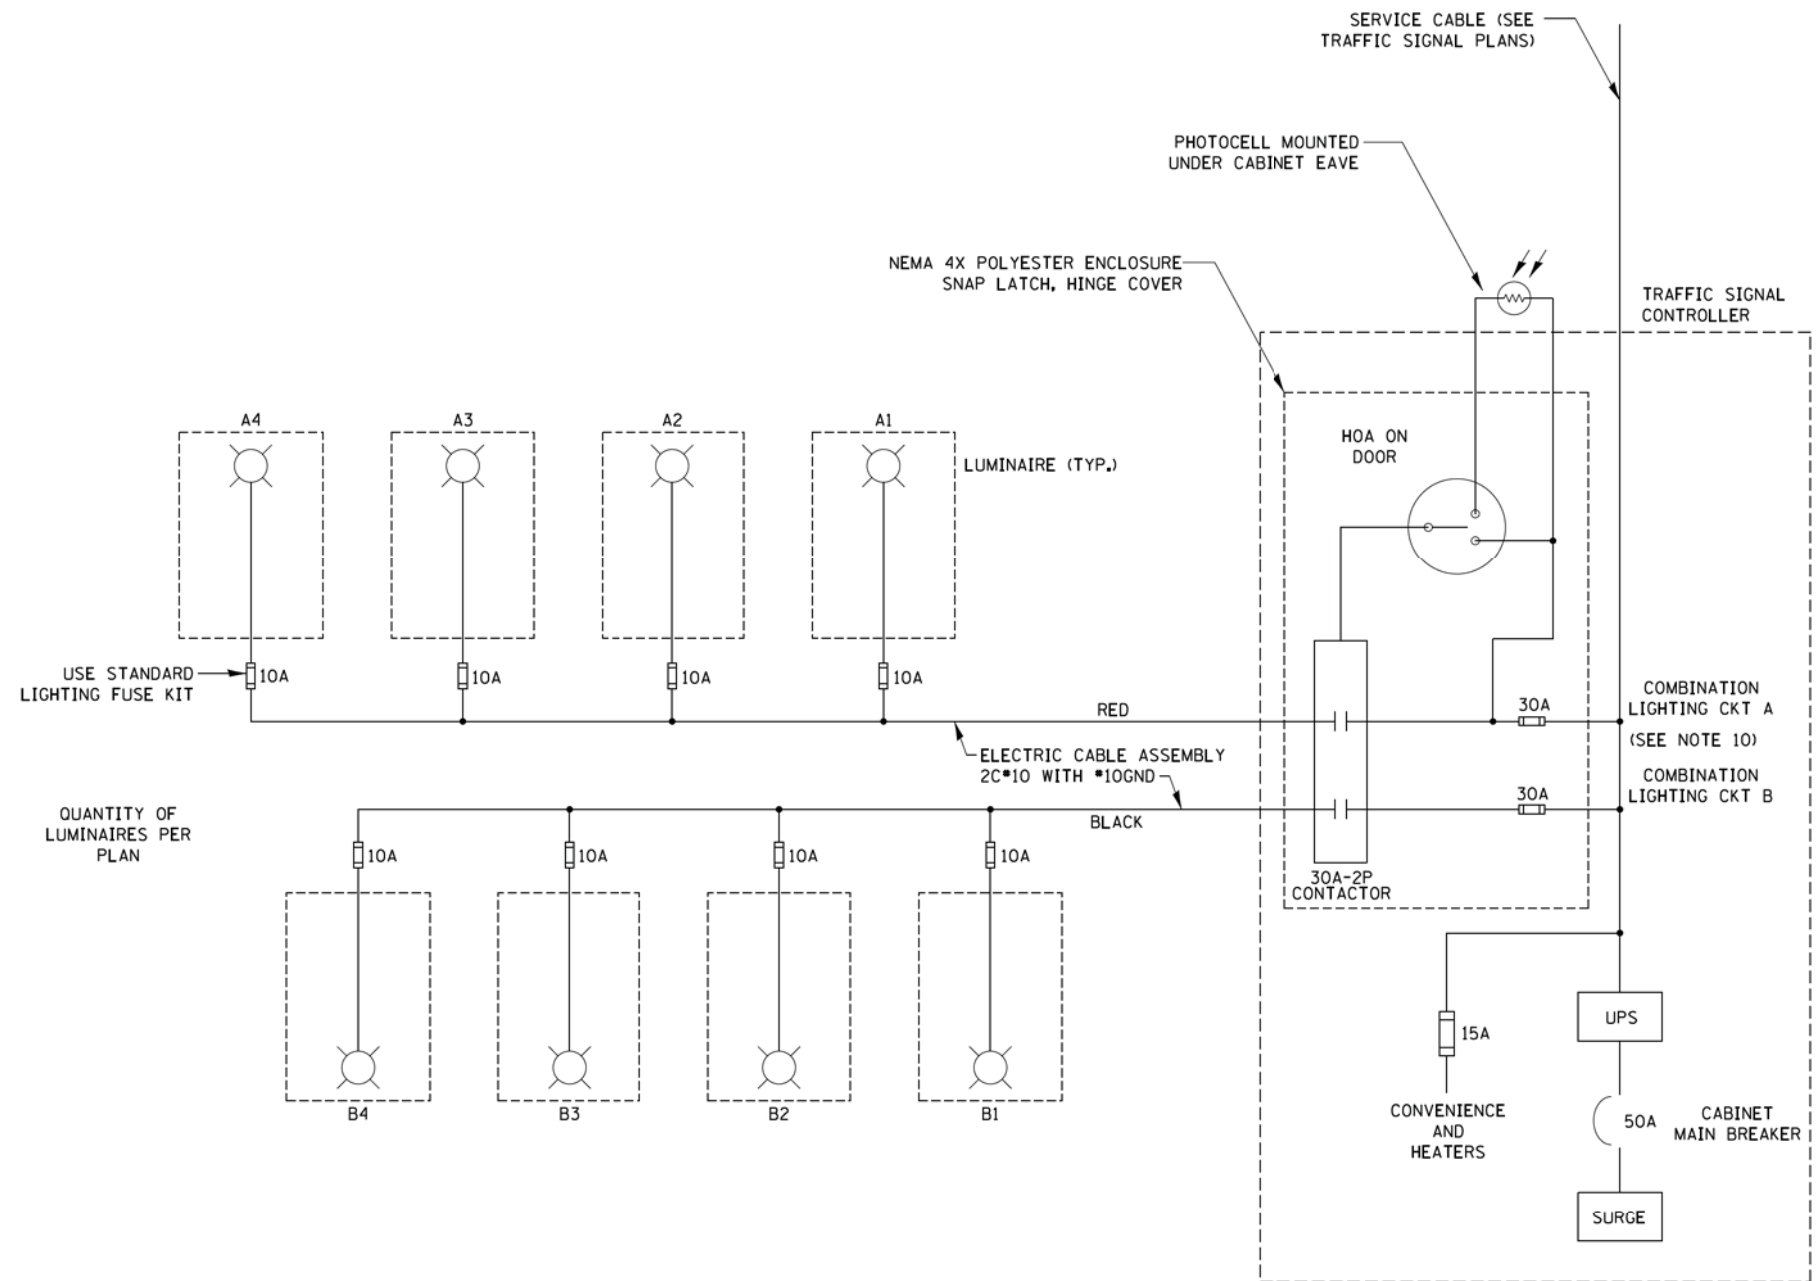 SERVICE CABLE (SEE
TRAFFIC SIGNAL PLANS)
PHOTOCELL MOUNTED
UNDER CABINET EAVE
NEMA 4X POLYESTER ENCLOSURE
SNAP LATCH, HINGE COVER
TRAFFIC SIGNAL
CONTROLLER
A4
A3
A2
A1
LUMINAIRE (TYP.)
HOA ON
DOOR
USE STANDARD
LIGHTING FUSE KIT
10A
10A
10A
10A
RED
30A
COMBINATION
LIGHTING CKT A
(SEE NOTE 10)
ELECTRIC CABLE ASSEMBLY
2C#10 WITH #10GND
COMBINATION
LIGHTING CKT B
30A
BLACK
QUANTITY OF
LUMINAIRES PER
PLAN
10A
10A
10A
10A
30A-2P
CONTACTOR
B4
B3
B2
B1
15A
UPS
CONVENIENCE
AND
HEATERS
50A
CABINET
MAIN BREAKER
SURGE